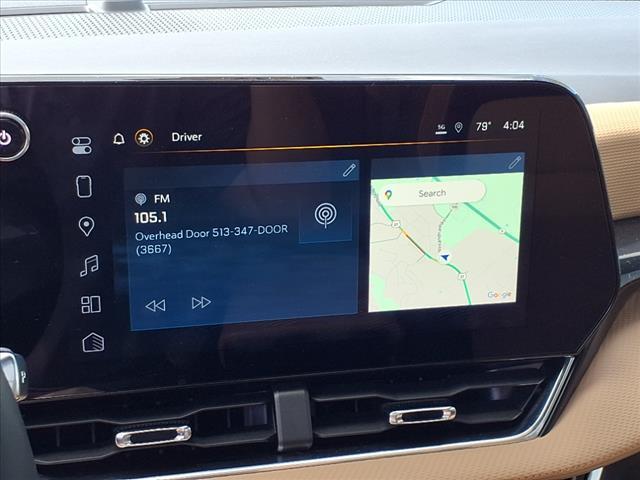 Driver
5G
79°
4:04
FM
105.1
Overhead Door 513-347-DOOR
(3667)
Search
Google